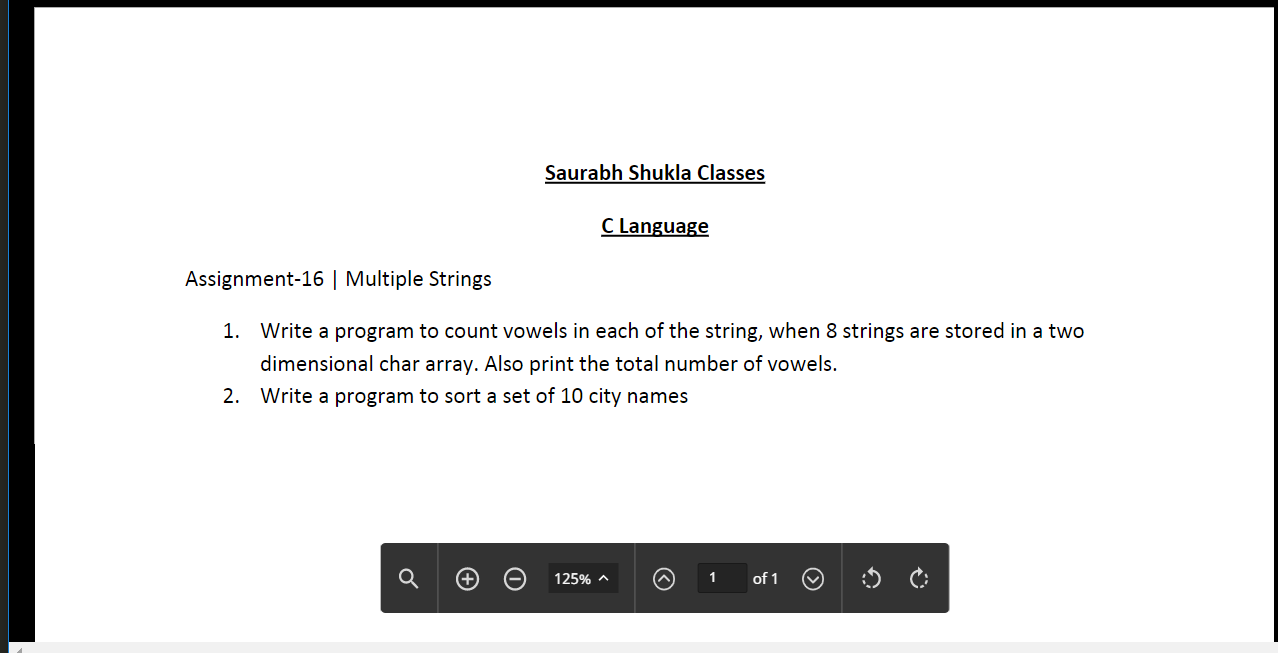 Saurabh Shukla Classes
C Language
Assignment-16 | Multiple Strings
1. Write a program to count vowels in each of the string, when 8 strings are stored in a two
dimensional char array. Also print the total number of vowels.
2. Write a program to sort a set of 10 city names
125% 1 of 1